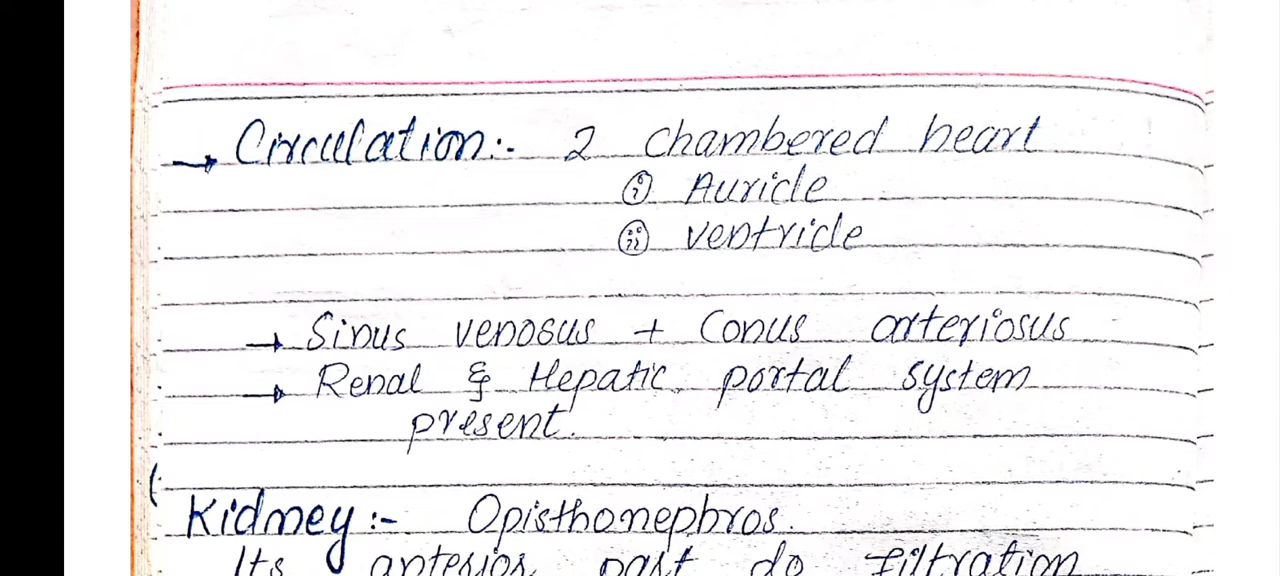 → Circulation:- 2 chambered heart
(i) Auricle
(ii) ventricle
→ Sinus venosus + Conus arteriosus
→ Renal & Hepatic portal system
present.
Kidney:- Opisthonephros.
Its anterior part do filtration